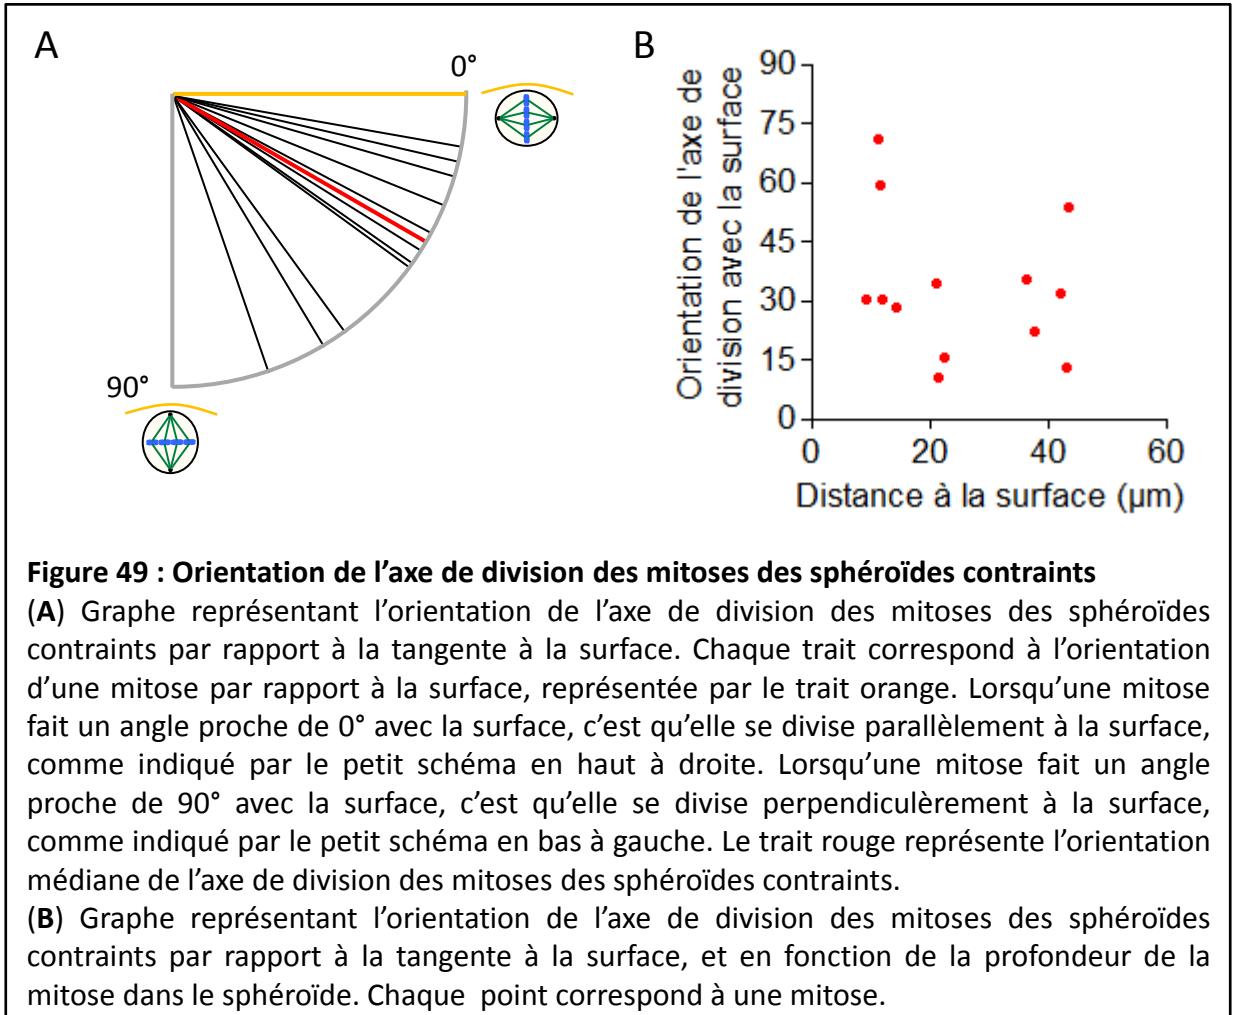 A
0°
90°
B
Orientation de l'axe de
division avec la surface
90
75
60
45
30
15
0
0 20 40 60
Distance à la surface (µm)
Figure 49 : Orientation de l’axe de division des mitoses des sphéroïdes contraints
(A) Graphe représentant l’orientation de l’axe de division des mitoses des sphéroïdes
contraints par rapport à la tangente à la surface. Chaque trait correspond à l’orientation
d’une mitose par rapport à la surface, représentée par le trait orange. Lorsqu’une mitose
fait un angle proche de 0° avec la surface, c’est qu’elle se divise parallèlement à la surface,
comme indiqué par le petit schéma en haut à droite. Lorsqu’une mitose fait un angle
proche de 90° avec la surface, c’est qu’elle se divise perpendiculèrement à la surface,
comme indiqué par le petit schéma en bas à gauche. Le trait rouge représente l’orientation
médiane de l’axe de division des mitoses des sphéroïdes contraints.
(B) Graphe représentant l’orientation de l’axe de division des mitoses des sphéroïdes
contraints par rapport à la tangente à la surface, et en fonction de la profondeur de la
mitose dans le sphéroïde. Chaque point correspond à une mitose.